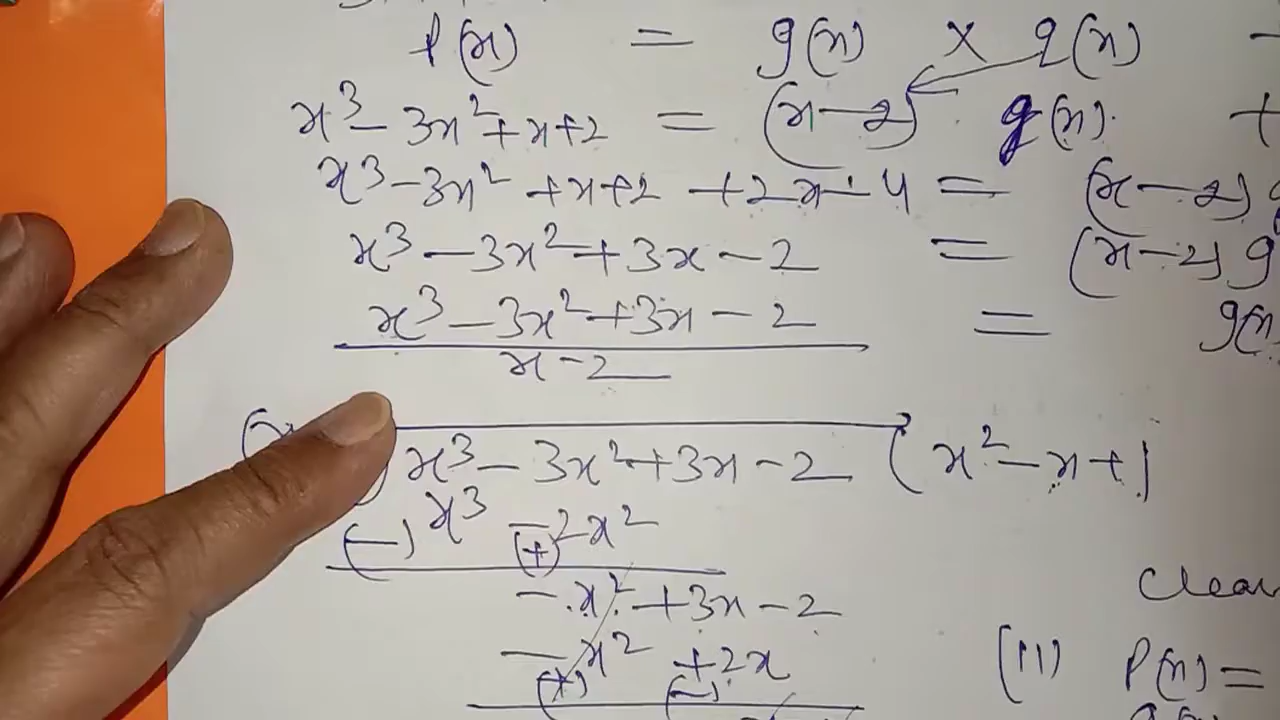 P(x) = g(x) × q(x) -
x³ - 3x² + x + 2 = (x - 2) g(x) +
x³ - 3x² + x + 2 + 2x - 4 = (x - 2) g
x³ - 3x² + 3x - 2 = (x - 2) g
x³ - 3x² + 3x - 2 = g(x)
x - 2
x³ - 3x² + 3x - 2 ( x² - x + 1
(-) x³ - 2x²
(+)
- x² + 3x - 2
Clear
- x² + 2x
(+) (-)
(11) P(x) =